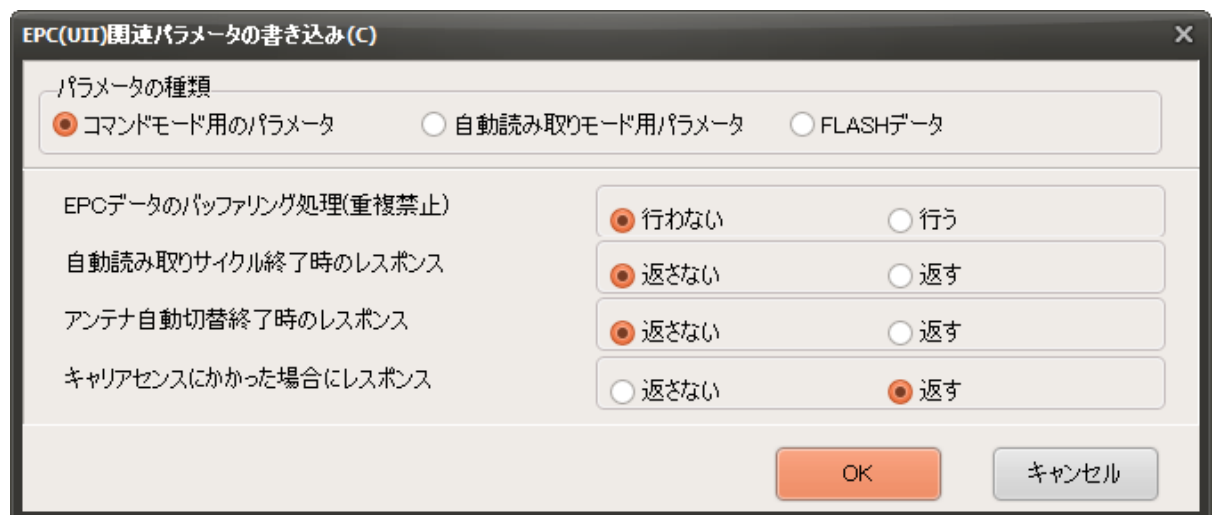 EPC(UII)関連パラメータの書き込み(C)
パラメータの種類
コマンドモード用のパラメータ 自動読み取りモード用パラメータ FLASHデータ
EPCデータのバッファリング処理(重複禁止) 行わない 行う
自動読み取りサイクル終了時のレスポンス 返さない 返す
アンテナ自動切替終了時のレスポンス 返さない 返す
キャリアセンスにかかった場合にレスポンス 返さない 返す
OK キャンセル